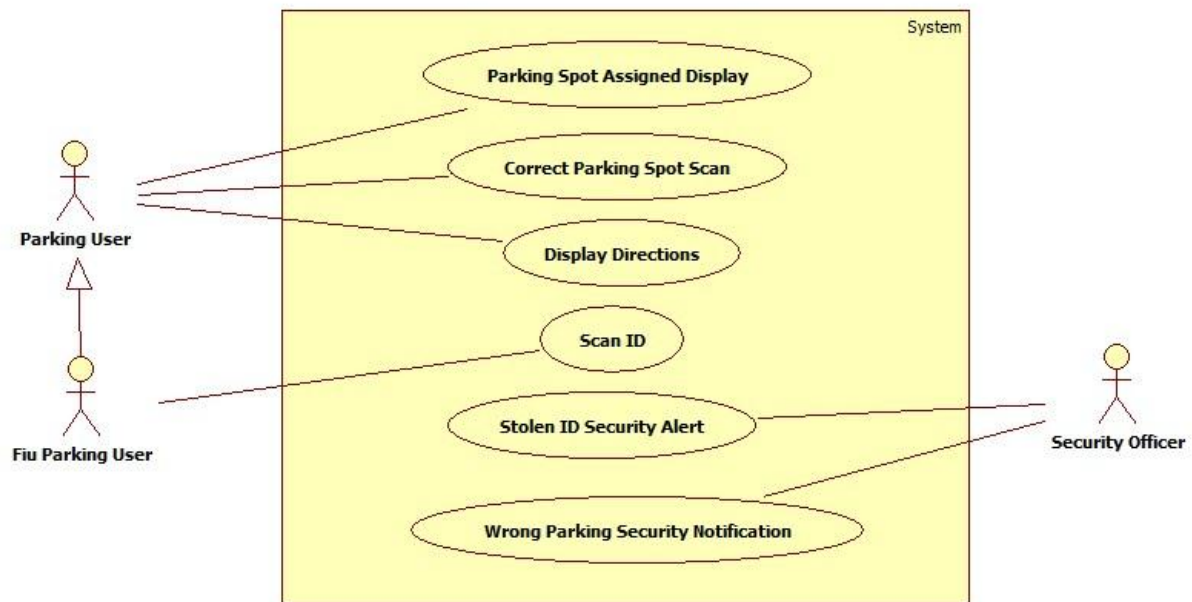 System
Parking Spot Assigned Display
Correct Parking Spot Scan
Parking User
Display Directions
Scan ID
Stolen ID Security Alert
Fiu Parking User
Security Officer
Wrong Parking Security Notification